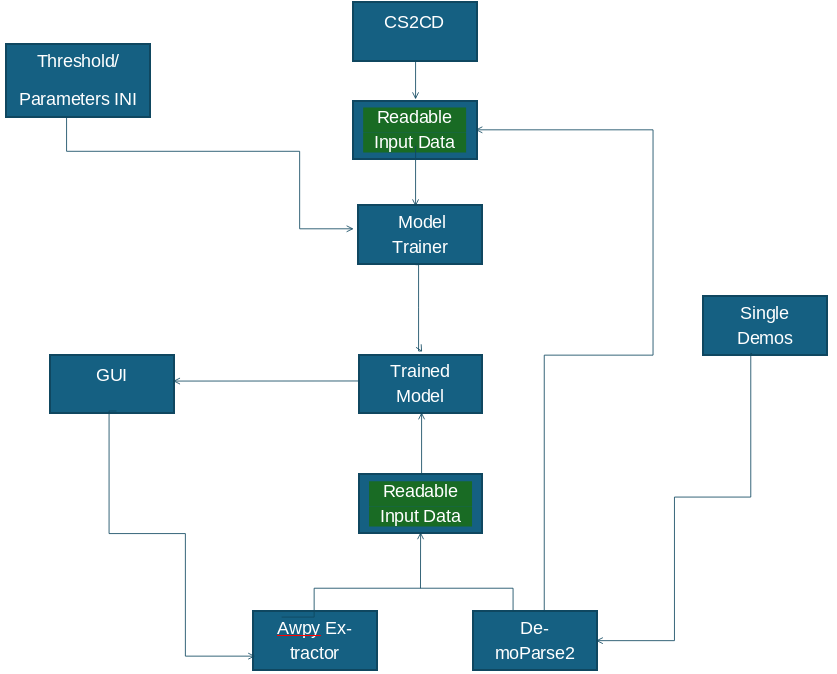 CS2CD
Threshold/
Parameters INI
Readable
Input Data
Model
Trainer
Single
Demos
GUI
Trained
Model
Readable
Input Data
Awpy Ex-
tractor
De-
moParse2